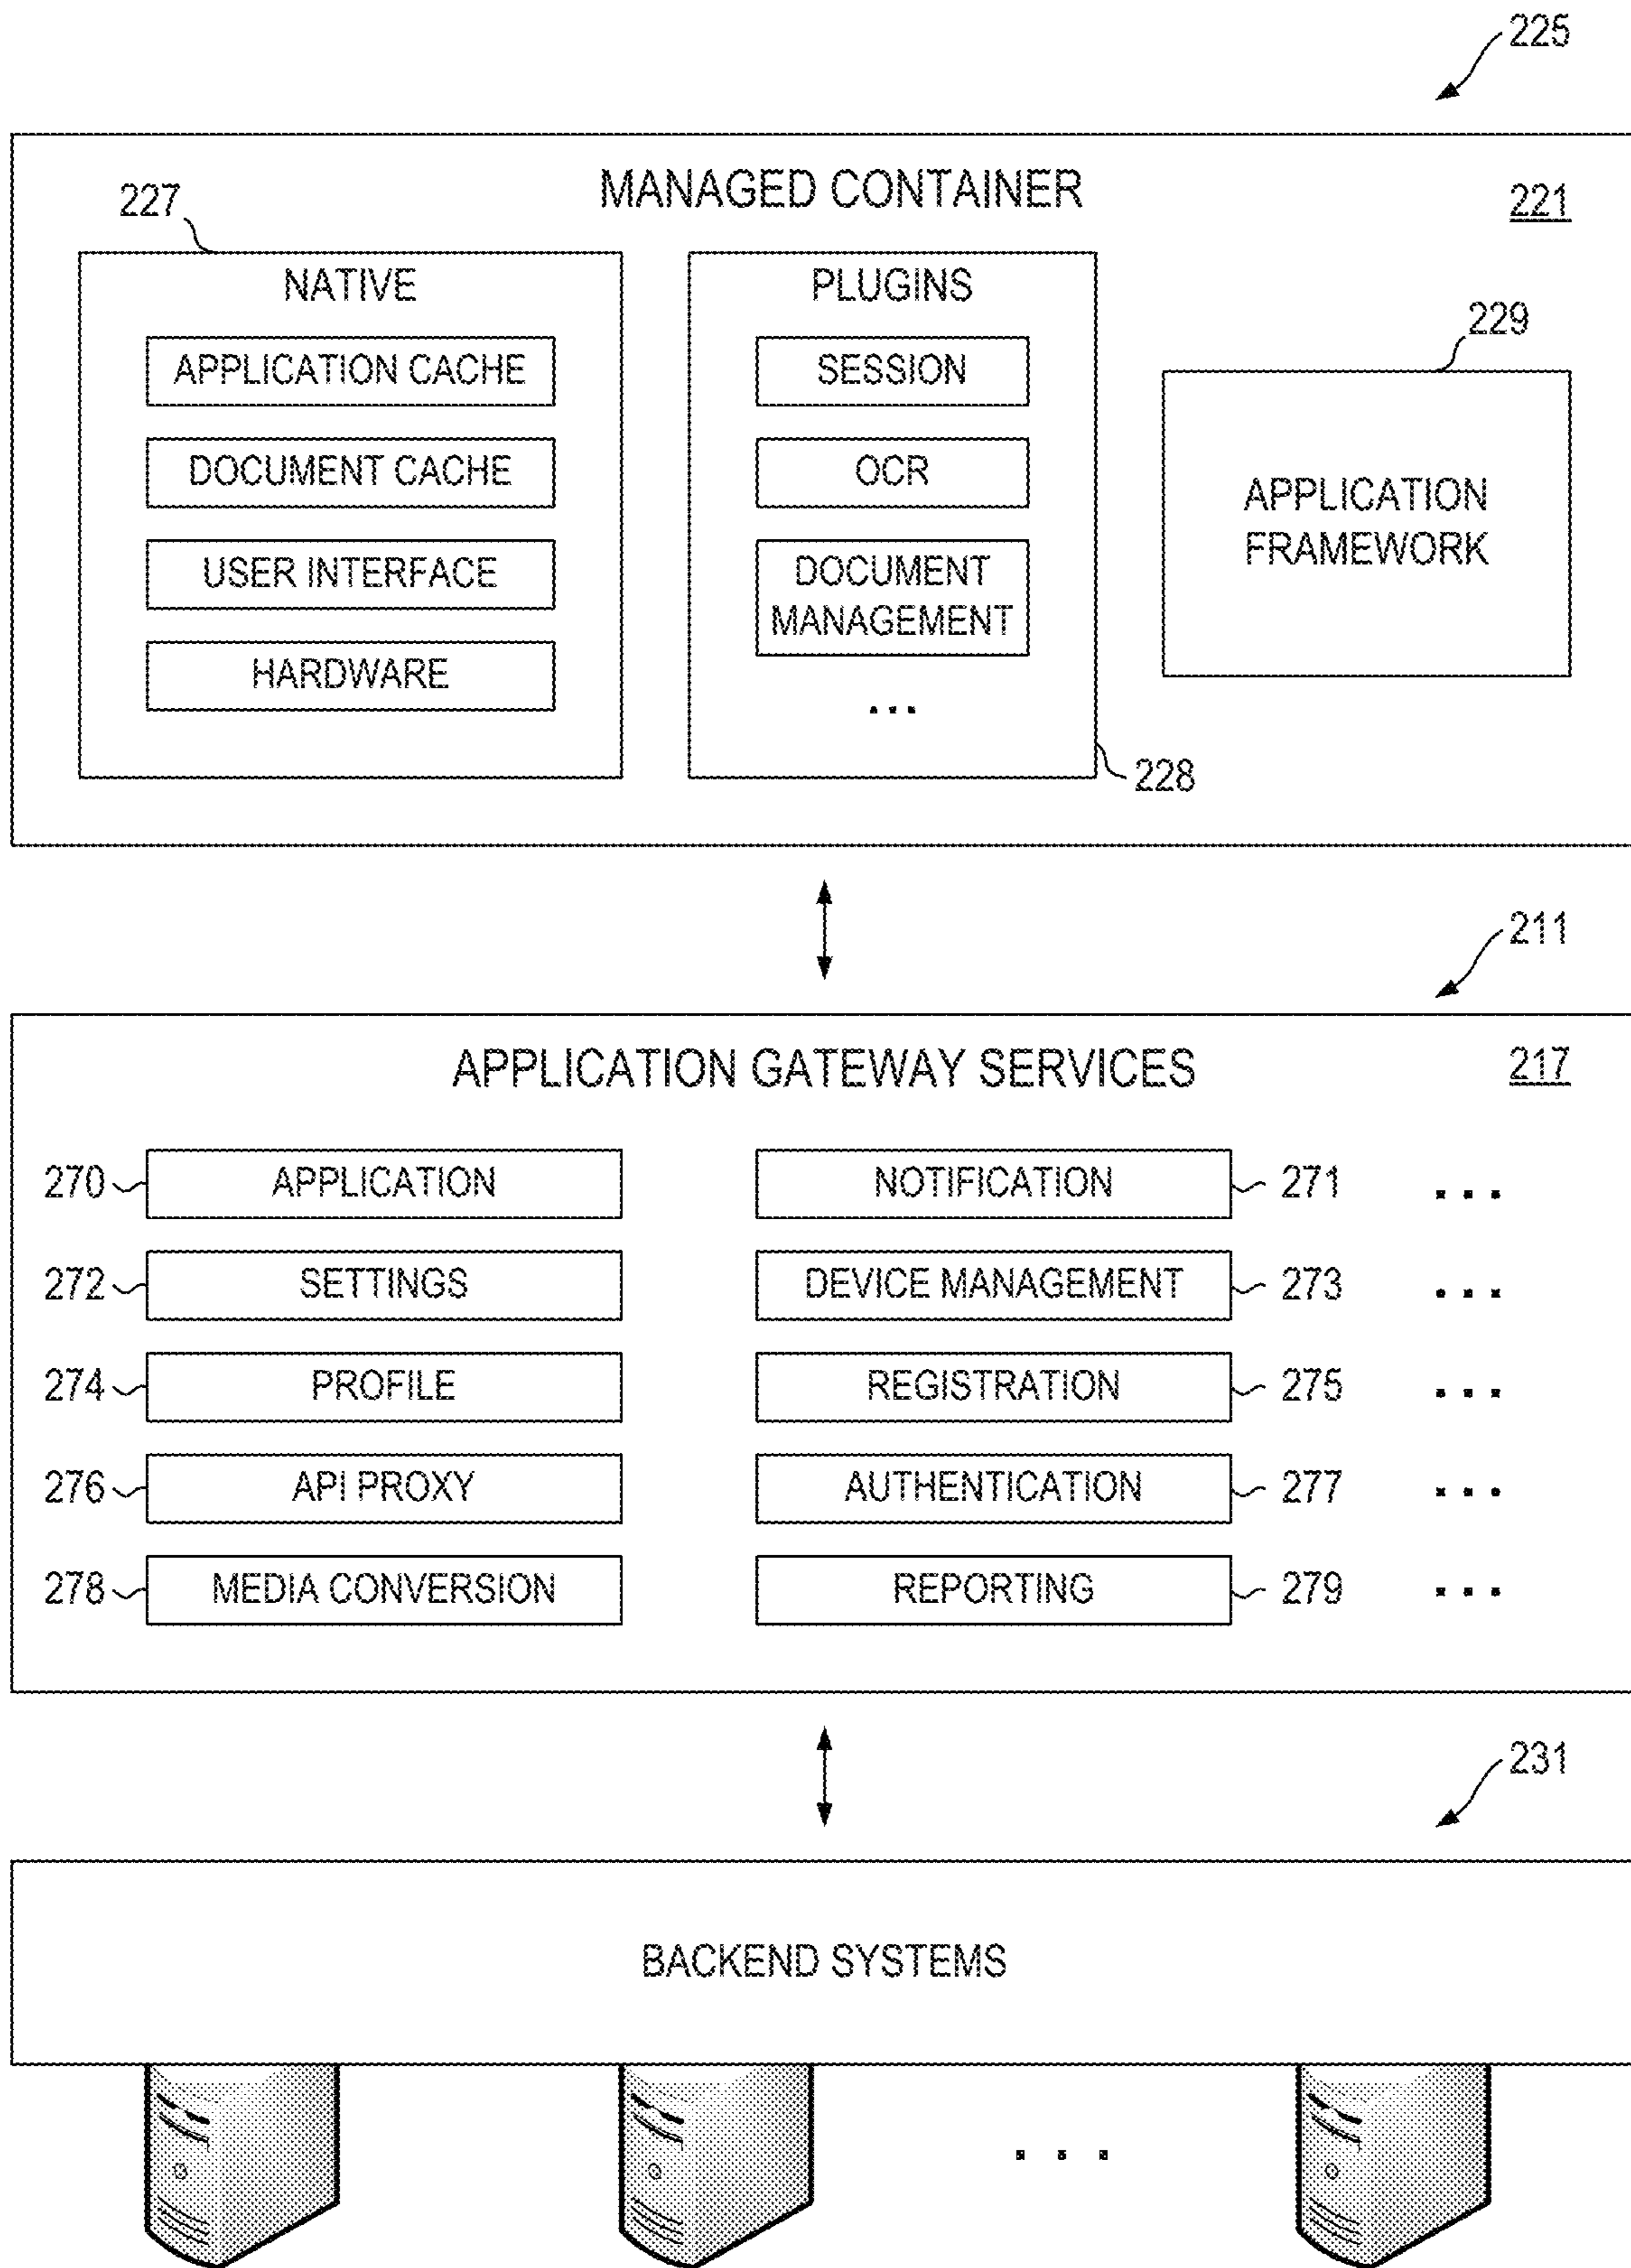 225
MANAGED CONTAINER
221
227
NATIVE
APPLICATION CACHE
DOCUMENT CACHE
USER INTERFACE
HARDWARE
PLUGINS
SESSION
OCR
DOCUMENT
MANAGEMENT
...
228
229
APPLICATION
FRAMEWORK
211
APPLICATION GATEWAY SERVICES
217
270 APPLICATION NOTIFICATION 271 ...
272 SETTINGS DEVICE MANAGEMENT 273 ...
274 PROFILE REGISTRATION 275 ...
276 API PROXY AUTHENTICATION 277 ...
278 MEDIA CONVERSION REPORTING 279 ...
231
BACKEND SYSTEMS
...